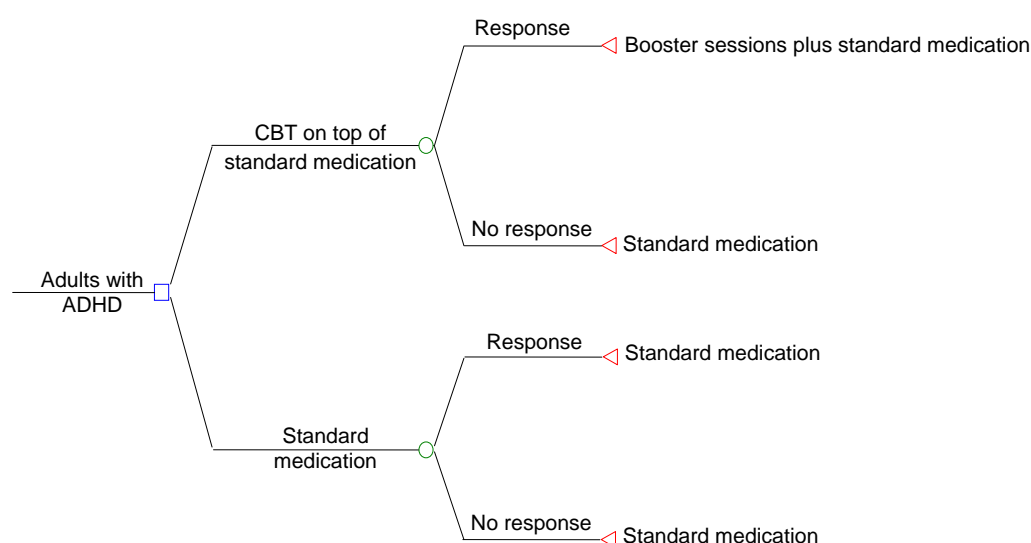 Response
Booster sessions plus standard medication
CBT on top of
standard medication
No response
Standard medication
Adults with
ADHD
Response
Standard medication
Standard
medication
No response
Standard medication